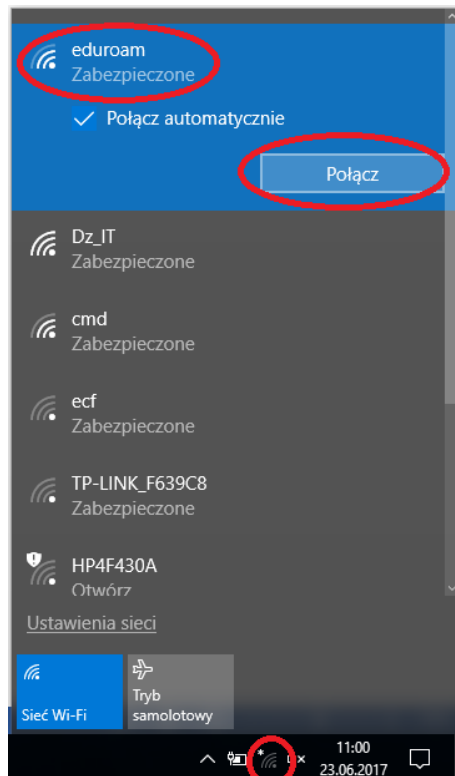 eduroam
Zabezpieczone
Połącz automatycznie
Połącz
Dz_IT
Zabezpieczone
cmd
Zabezpieczone
ecf
Zabezpieczone
TP-LINK_F639C8
Zabezpieczone
HP4F430A
Otwórz
Ustawienia sieci
Sieć Wi-Fi
Tryb
samolotowy
11:00
23.06.2017